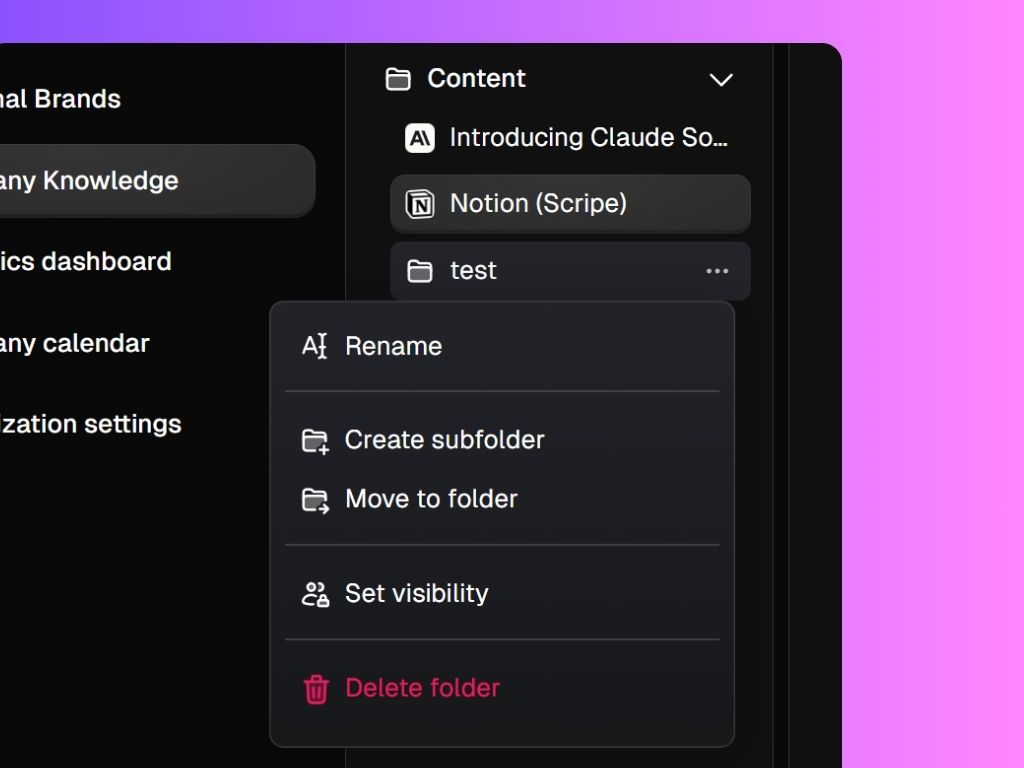 nal Brands
any Knowledge
ics dashboard
any calendar
ization settings
Content
Introducing Claude So...
Notion (Scripe)
test
Rename
Create subfolder
Move to folder
Set visibility
Delete folder